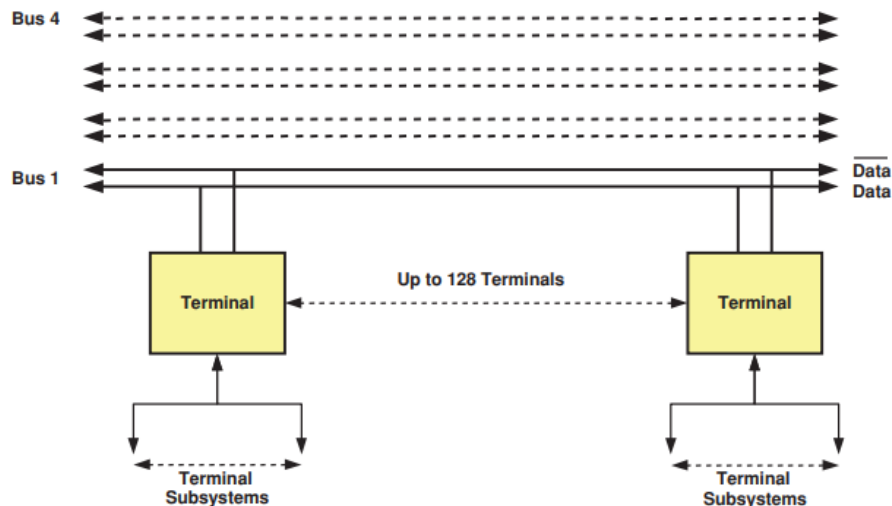 Bus 4
Bus 1
Data
Data
Up to 128 Terminals
Terminal
Terminal
Terminal
Subsystems
Terminal
Subsystems